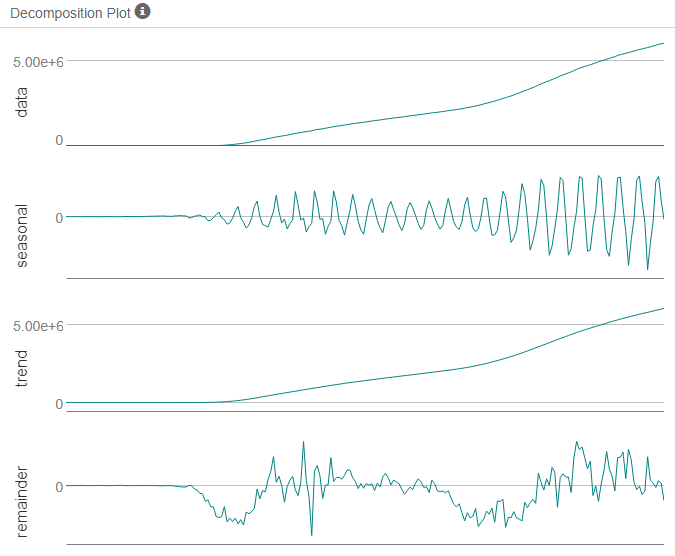 Decomposition Plot
5.00e+6
data
0
seasonal
0
5.00e+6
trend
0
remainder
0